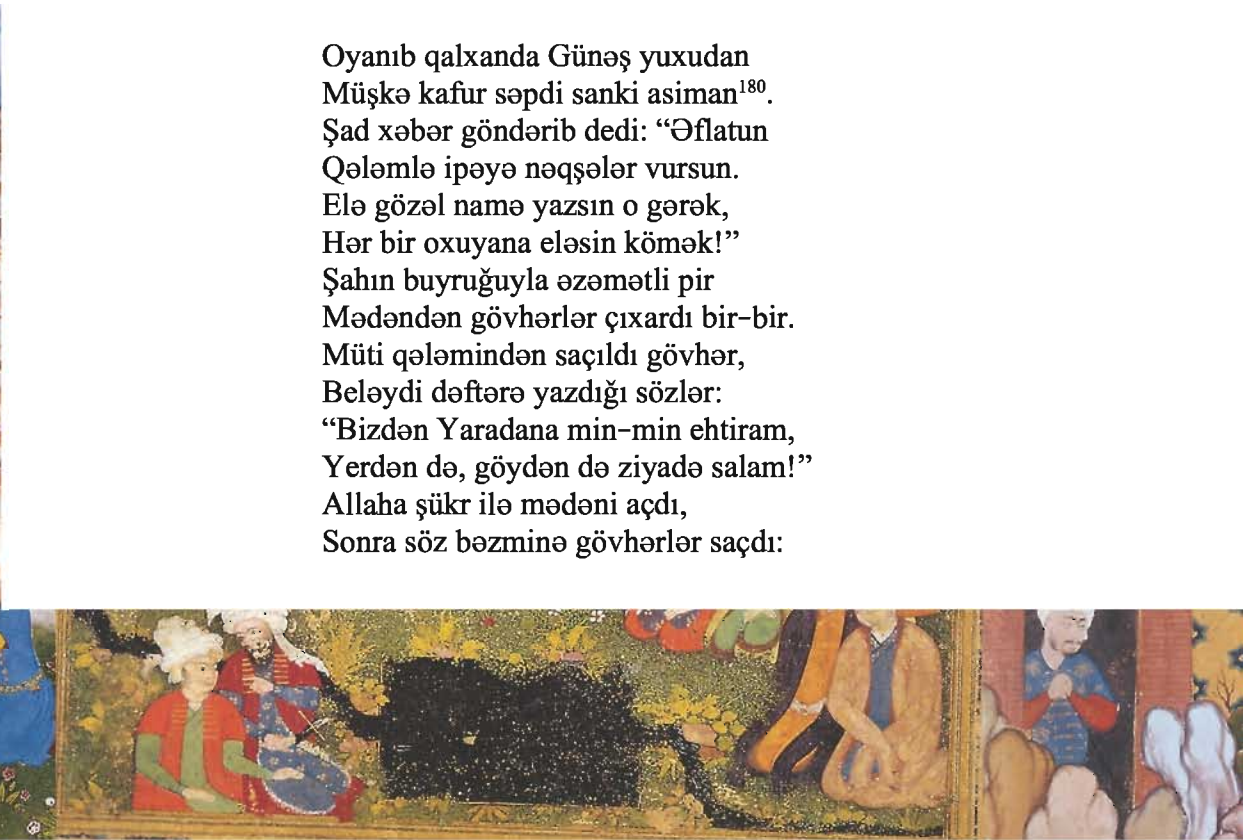 Oyanıb qalxanda Günəş yuxudan
Müşkə kafur səpdi sanki asiman¹⁸⁰.
Şad xəbər göndərib dedi: “Əflatun
Qələmlə ipəyə nəqşələr vursun.
Elə gözəl namə yazsın o gərək,
Hər bir oxuyana eləsin kömək!”
Şahın buyruğuyla əzəmətli pir
Mədəndən gövhərlər çıxardı bir-bir.
Müti qələmindən saçıldı gövhər,
Beləydi dəftərə yazdığı sözlər:
“Bizdən Yaradana min-min ehtiram,
Yerdən də, göydən də ziyadə salam!”
Allaha şükr ilə mədəni açdı,
Sonra söz bəzminə gövhərlər saçdı: